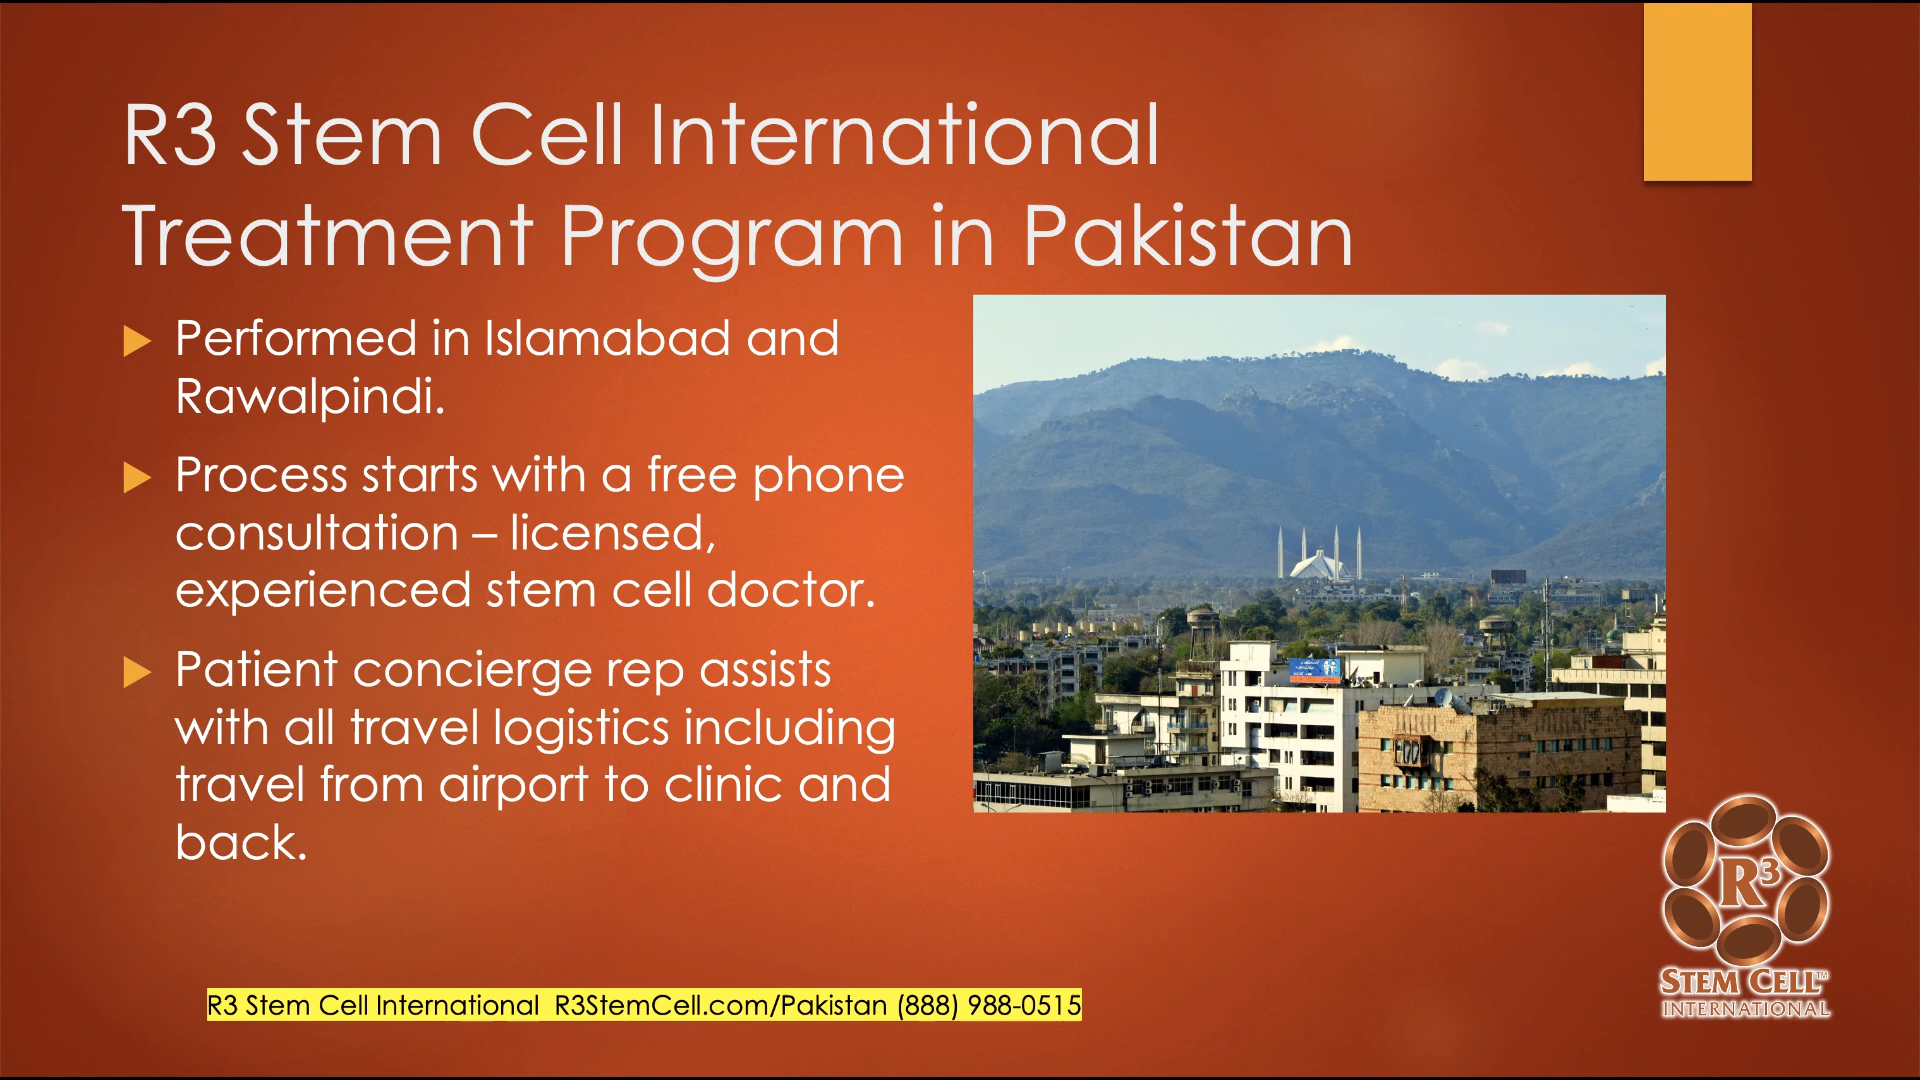 R3 Stem Cell International
Treatment Program in Pakistan
Performed in Islamabad and
Rawalpindi.
Process starts with a free phone
consultation – licensed,
experienced stem cell doctor.
Patient concierge rep assists
with all travel logistics including
travel from airport to clinic and
back.
R3 Stem Cell International  R3StemCell.com/Pakistan (888) 988-0515
R³
STEM CELL™
INTERNATIONAL